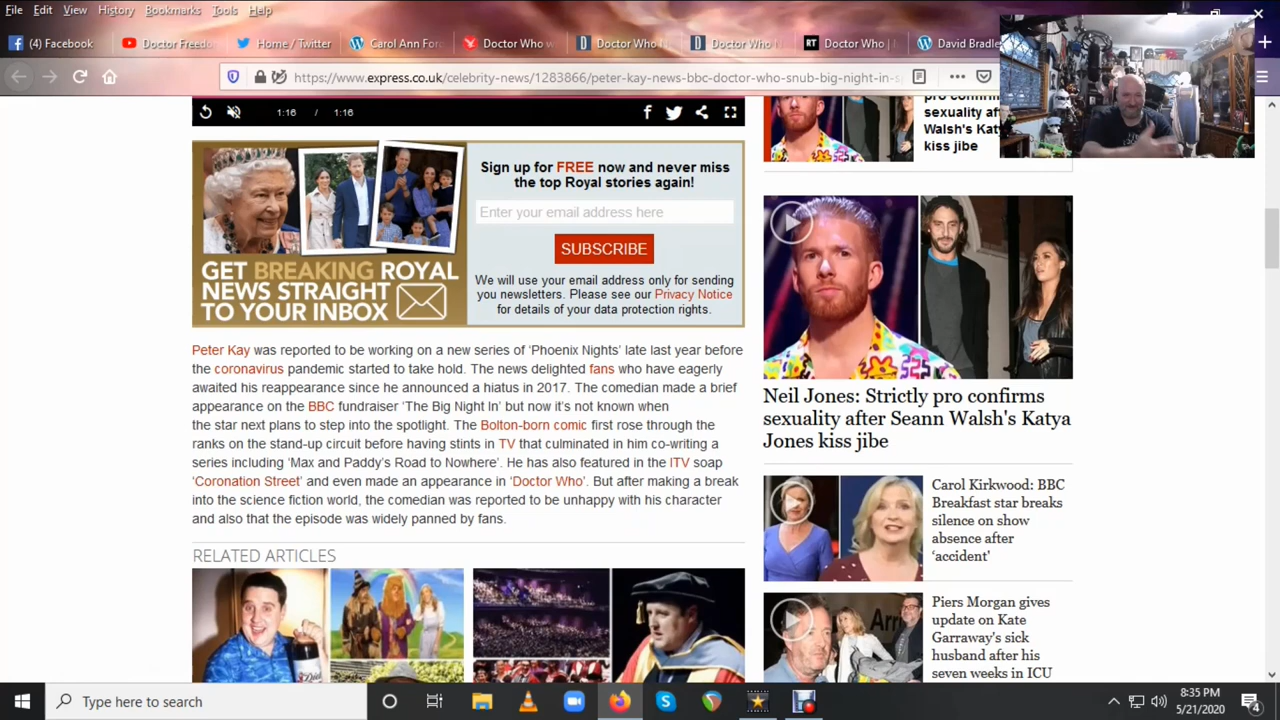 File Edit View History Bookmarks Tools Help
(4) Facebook
Doctor Freedo
Home / Twitter
Carol Ann For
Doctor Who w
Doctor Who N
Doctor Who
Doctor Who |
David Bradle
https://www.express.co.uk/celebrity-news/1283866/peter-kay-news-bbc-doctor-who-snub-big-night-in-s
1:16 / 1:16
Sign up for FREE now and never miss
the top Royal stories again!
Enter your email address here
SUBSCRIBE
We will use your email address only for sending
you newsletters. Please see our Privacy Notice
for details of your data protection rights.
GET BREAKING ROYAL
NEWS STRAIGHT
TO YOUR INBOX
Peter Kay was reported to be working on a new series of ‘Phoenix Nights’ late last year before
the coronavirus pandemic started to take hold. The news delighted fans who have eagerly
awaited his reappearance since he announced a hiatus in 2017. The comedian made a brief
appearance on the BBC fundraiser ‘The Big Night In’ but now it’s not known when
the star next plans to step into the spotlight. The Bolton-born comic first rose through the
ranks on the stand-up circuit before having stints in TV that culminated in him co-writing a
series including ‘Max and Paddy’s Road to Nowhere’. He has also featured in the ITV soap
‘Coronation Street’ and even made an appearance in ‘Doctor Who’. But after making a break
into the science fiction world, the comedian was reported to be unhappy with his character
and also that the episode was widely panned by fans.
RELATED ARTICLES
pro confirms
sexuality af
Walsh's Katy
kiss jibe
Neil Jones: Strictly pro confirms
sexuality after Seann Walsh's Katya
Jones kiss jibe
Carol Kirkwood: BBC
Breakfast star breaks
silence on show
absence after
‘accident’
Piers Morgan gives
update on Kate
Garraway's sick
husband after his
seven weeks in ICU
Type here to search
8:35 PM
5/21/2020
4